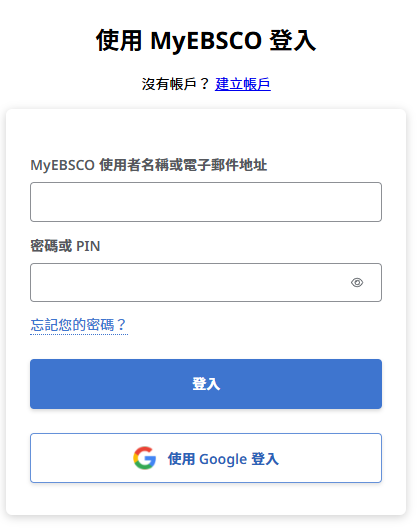 使用 MyEBSCO 登入
沒有帳戶？ 建立帳戶
MyEBSCO 使用者名稱或電子郵件地址
密碼或 PIN
忘記您的密碼？
登入
使用 Google 登入